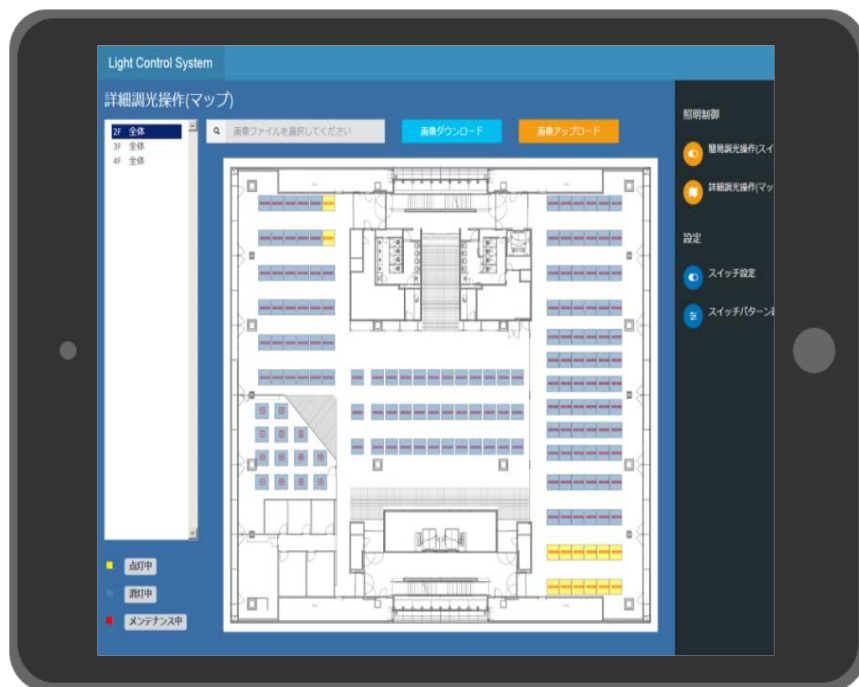 Light Control System
詳細調光操作(マップ)
2F 全体
3F 全体
4F 全体
画像ファイルを選択してください
画像ダウンロード
画像アップロード
照明制御
簡易調光操作(スイ
詳細調光操作(マッ
設定
スイッチ設定
スイッチパターン
点灯中
消灯中
メンテナンス中